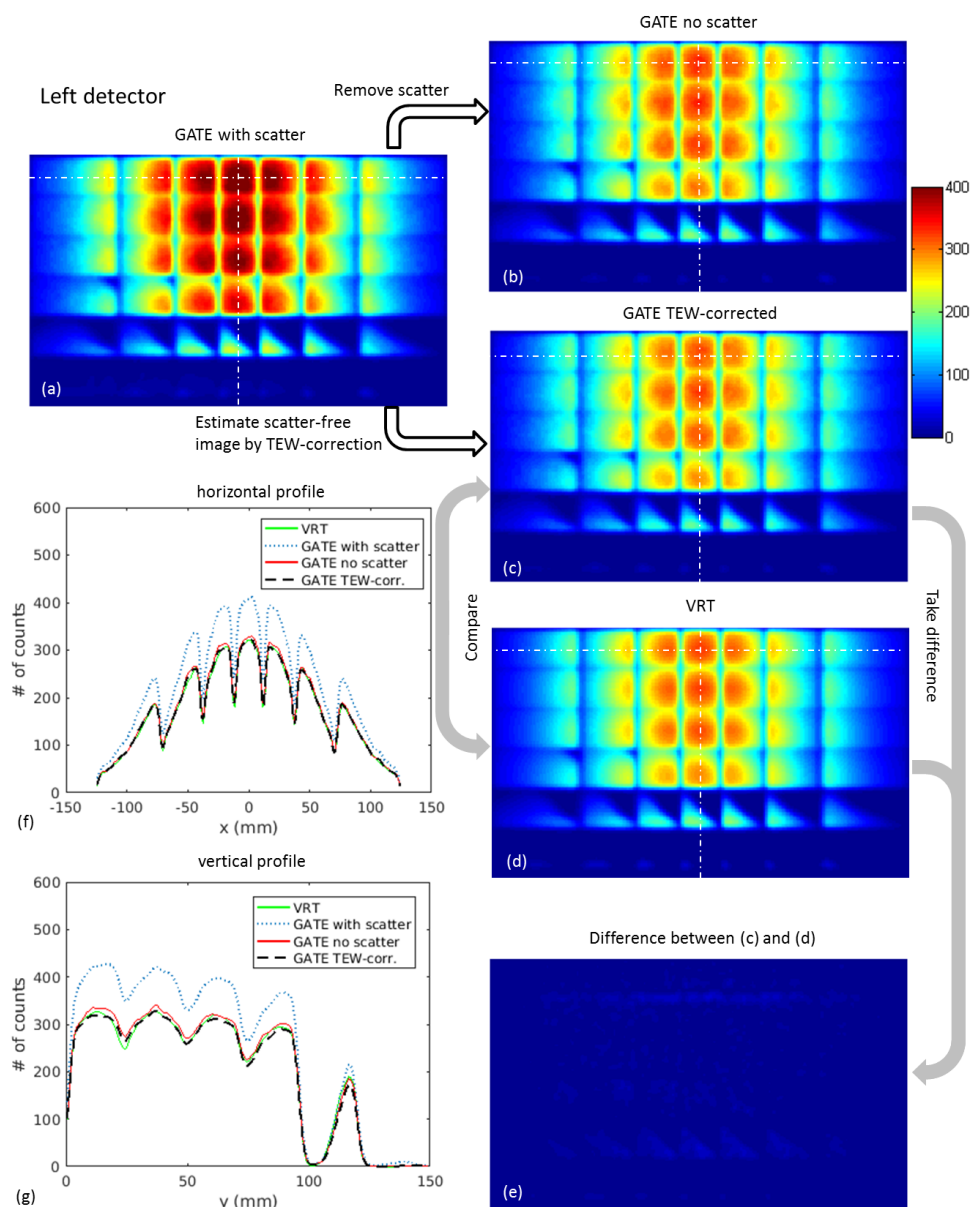 GATE no scatter
Left detector
Remove scatter
GATE with scatter
(a)
(b)
400
300
200
100
0
GATE TEW-corrected
Estimate scatter-free
image by TEW-correction
(c)
horizontal profile
600
500
400
300
200
100
0
# of counts
VRT
GATE with scatter
GATE no scatter
GATE TEW-corr.
-150
-100
-50
0
50
100
150
x (mm)
(f)
Compare
Take difference
VRT
(d)
vertical profile
600
500
400
300
200
100
0
# of counts
VRT
GATE with scatter
GATE no scatter
GATE TEW-corr.
0
50
100
150
y (mm)
(g)
Difference between (c) and (d)
(e)